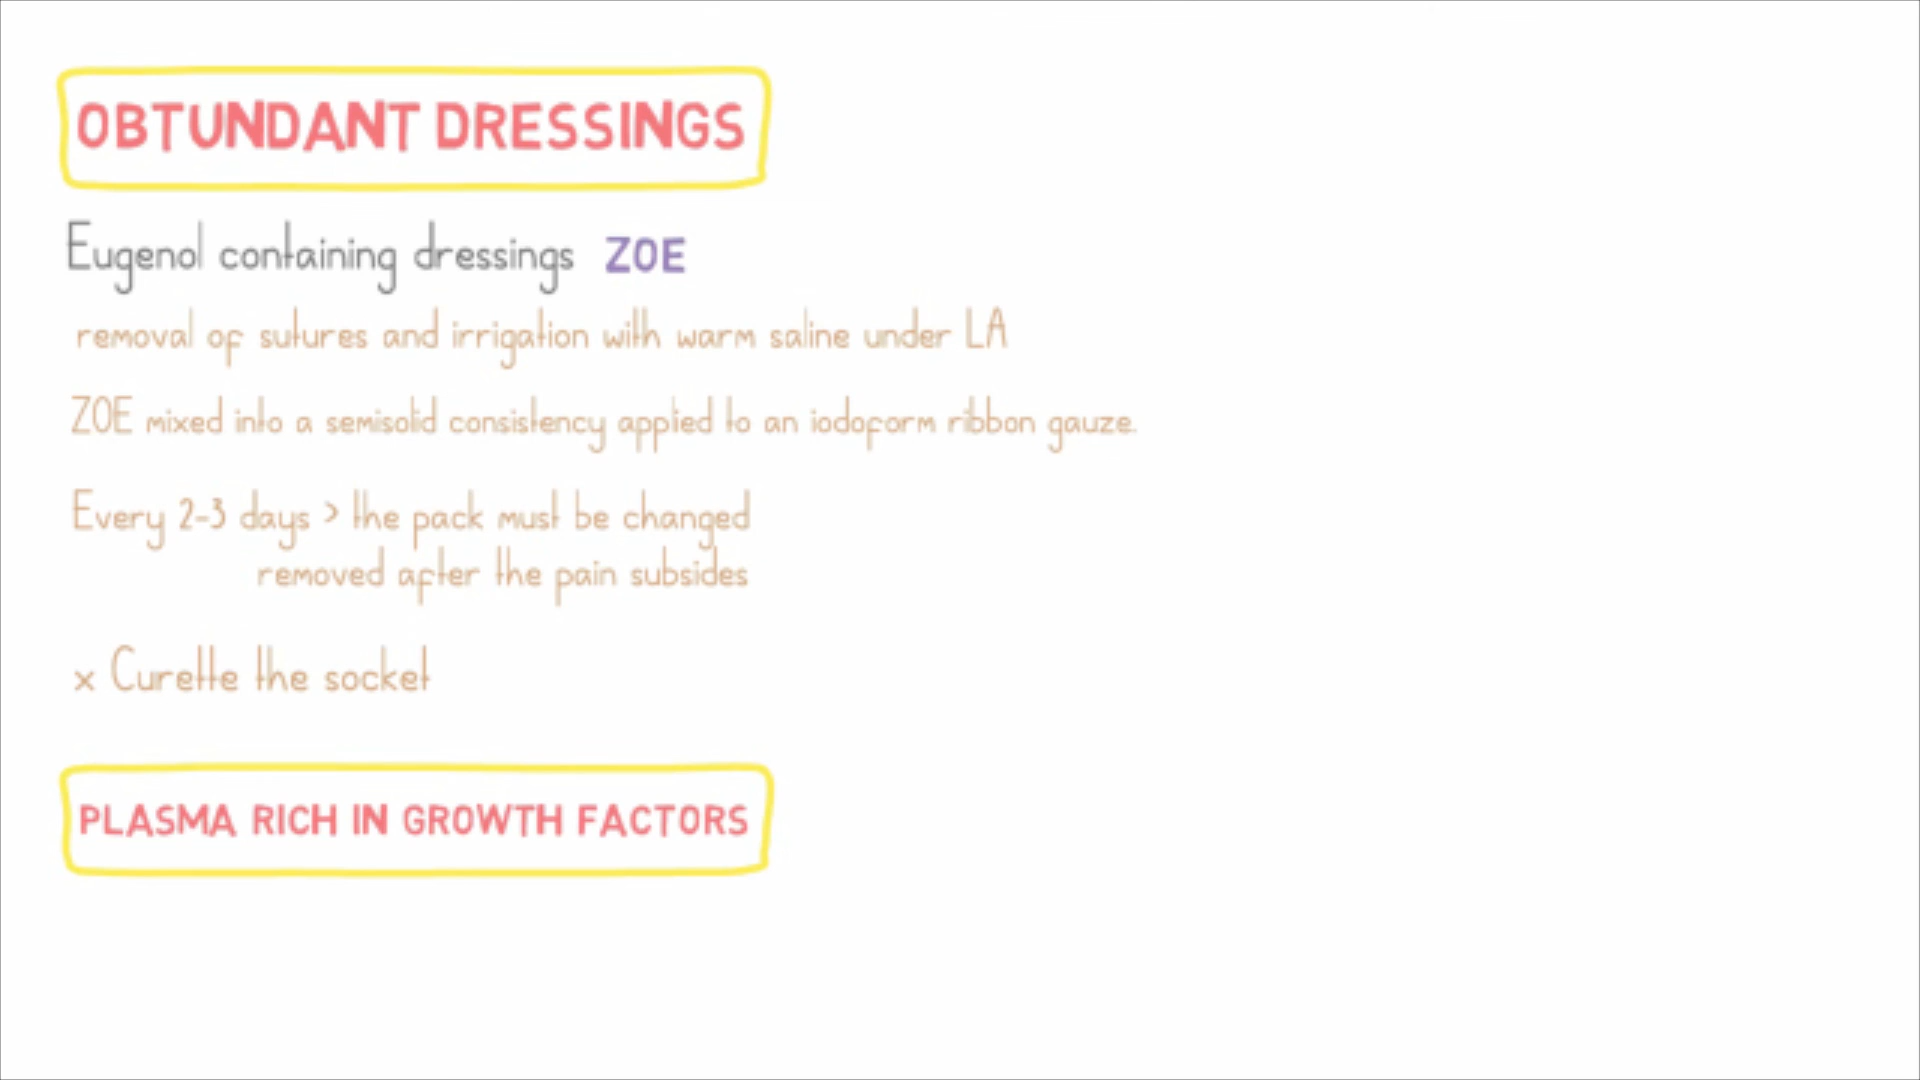 OBTUNDANT DRESSINGS
Eugenol containing dressings ZOE
removal of sutures and irrigation with warm saline under LA
ZOE mixed into a semisolid consistency applied to an iodoform ribbon gauze.
Every 2-3 days > the pack must be changed
removed after the pain subsides
x Curette the socket
PLASMA RICH IN GROWTH FACTORS